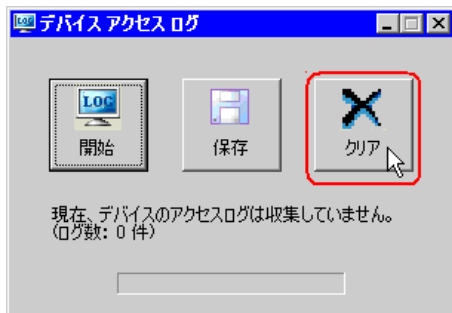 デバイス アクセス ログ
LOG
開始
保存
クリア
現在、デバイスのアクセスログは収集していません。
(ログ数: 0 件)